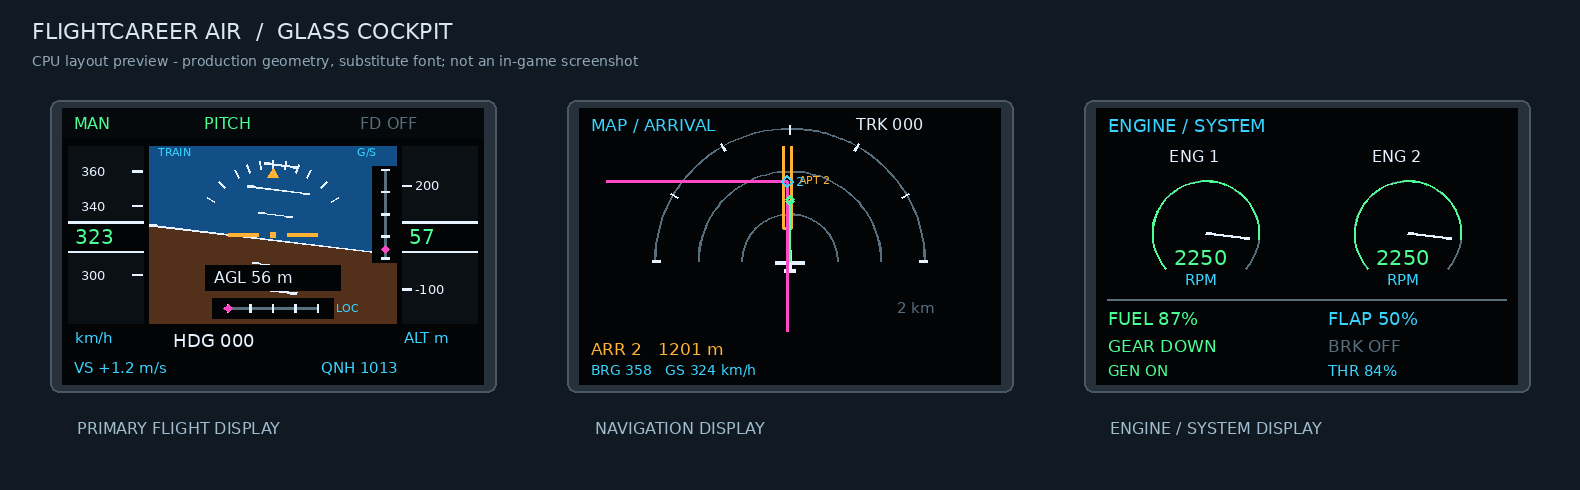 FLIGHTCAREER AIR / GLASS COCKPIT
CPU layout preview - production geometry, substitute font; not an in-game screenshot
MAN PITCH FD OFF
TRAIN G/S
360
340
323
300
200
57
-100
AGL 56 m
LOC
km/h HDG 000 ALT m
VS +1.2 m/s QNH 1013
PRIMARY FLIGHT DISPLAY
MAP / ARRIVAL TRK 000
2 APT 2
2 km
ARR 2 1201 m
BRG 358 GS 324 km/h
NAVIGATION DISPLAY
ENGINE / SYSTEM
ENG 1 ENG 2
2250 2250
RPM RPM
FUEL 87% FLAP 50%
GEAR DOWN BRK OFF
GEN ON THR 84%
ENGINE / SYSTEM DISPLAY